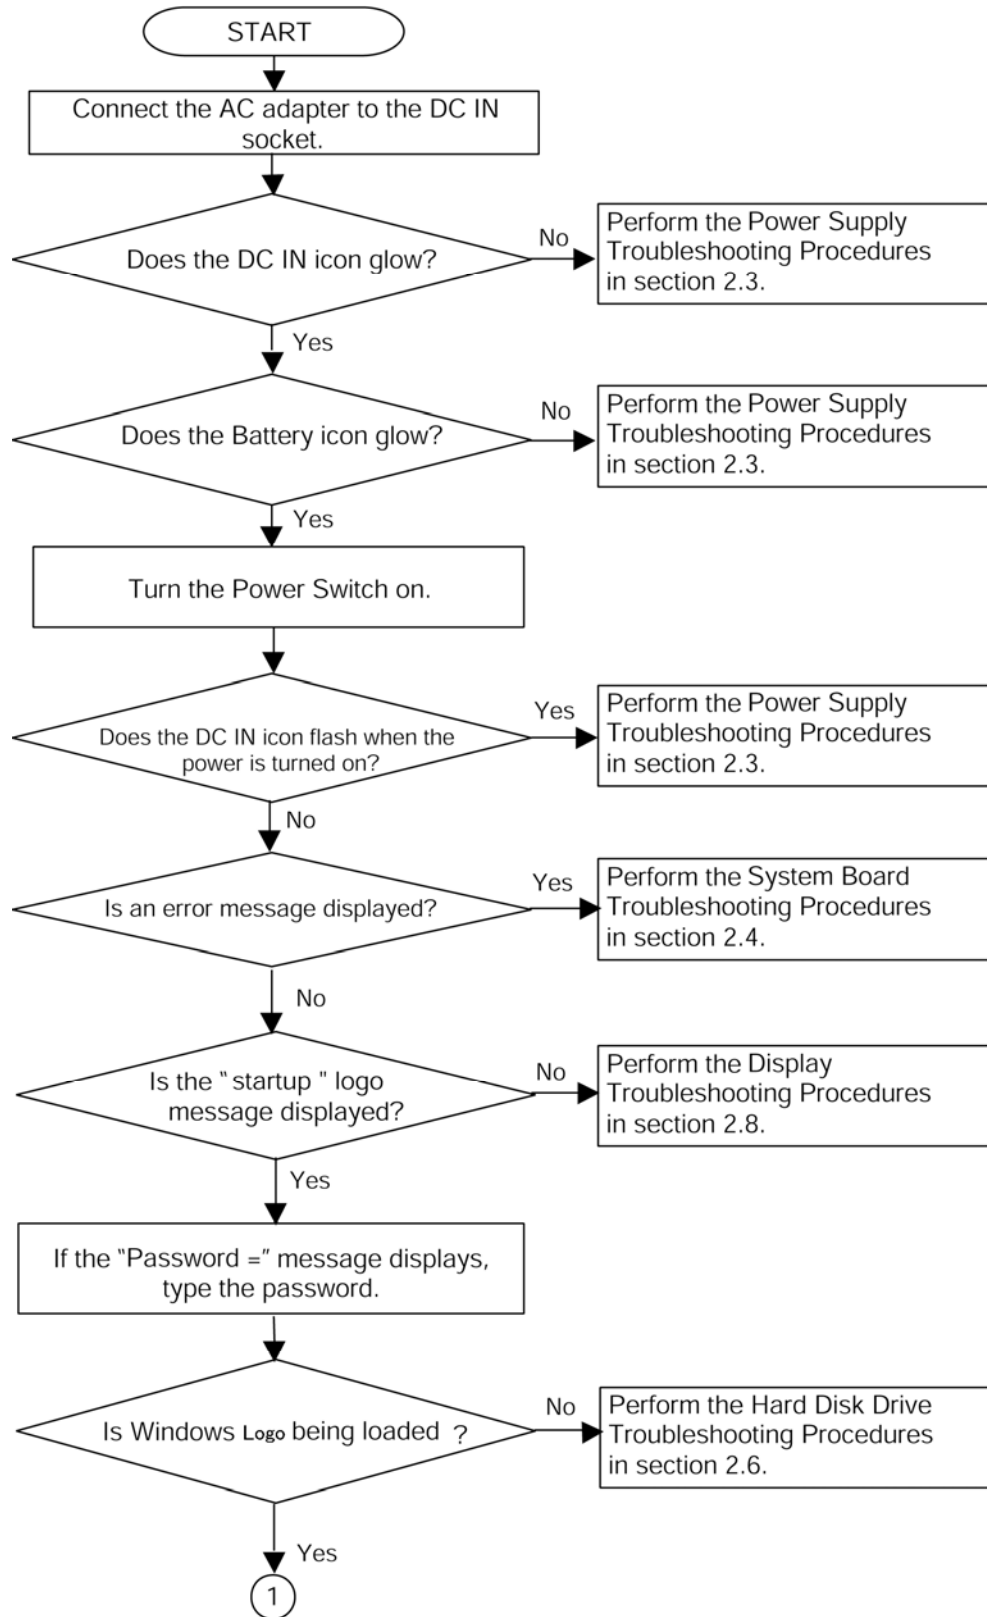 START
Connect the AC adapter to the DC IN
socket.
Does the DC IN icon glow?
No
Perform the Power Supply
Troubleshooting Procedures
in section 2.3.
Yes
Does the Battery icon glow?
No
Perform the Power Supply
Troubleshooting Procedures
in section 2.3.
Yes
Turn the Power Switch on.
Does the DC IN icon flash when the
power is turned on?
Yes
Perform the Power Supply
Troubleshooting Procedures
in section 2.3.
No
Is an error message displayed?
Yes
Perform the System Board
Troubleshooting Procedures
in section 2.4.
No
Is the “ startup ” logo
message displayed?
No
Perform the Display
Troubleshooting Procedures
in section 2.8.
Yes
If the “Password =” message displays,
type the password.
Is Windows Logo being loaded ?
No
Perform the Hard Disk Drive
Troubleshooting Procedures
in section 2.6.
Yes
1